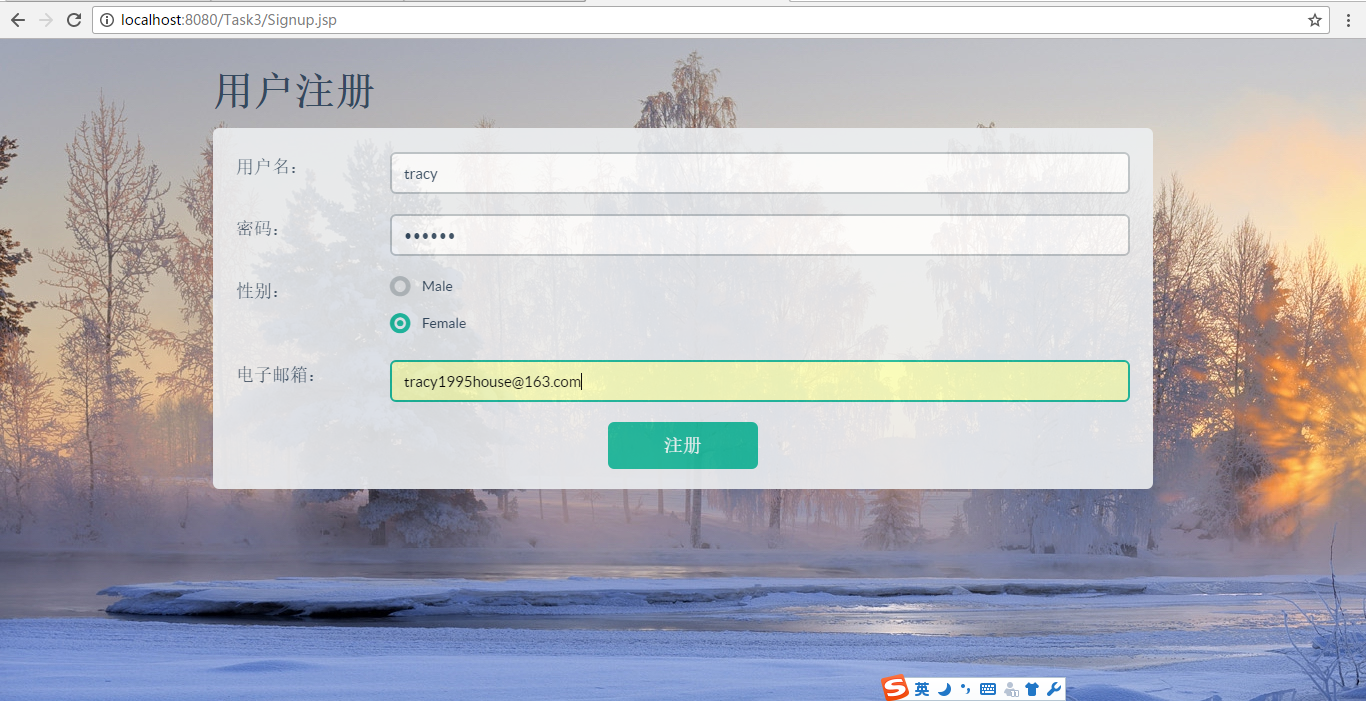 localhost:8080/Task3/Signup.jsp
用户注册
用户名：
tracy
密码：
••••••
性别：
Male
Female
电子邮箱：
tracy1995house@163.com
注册
英